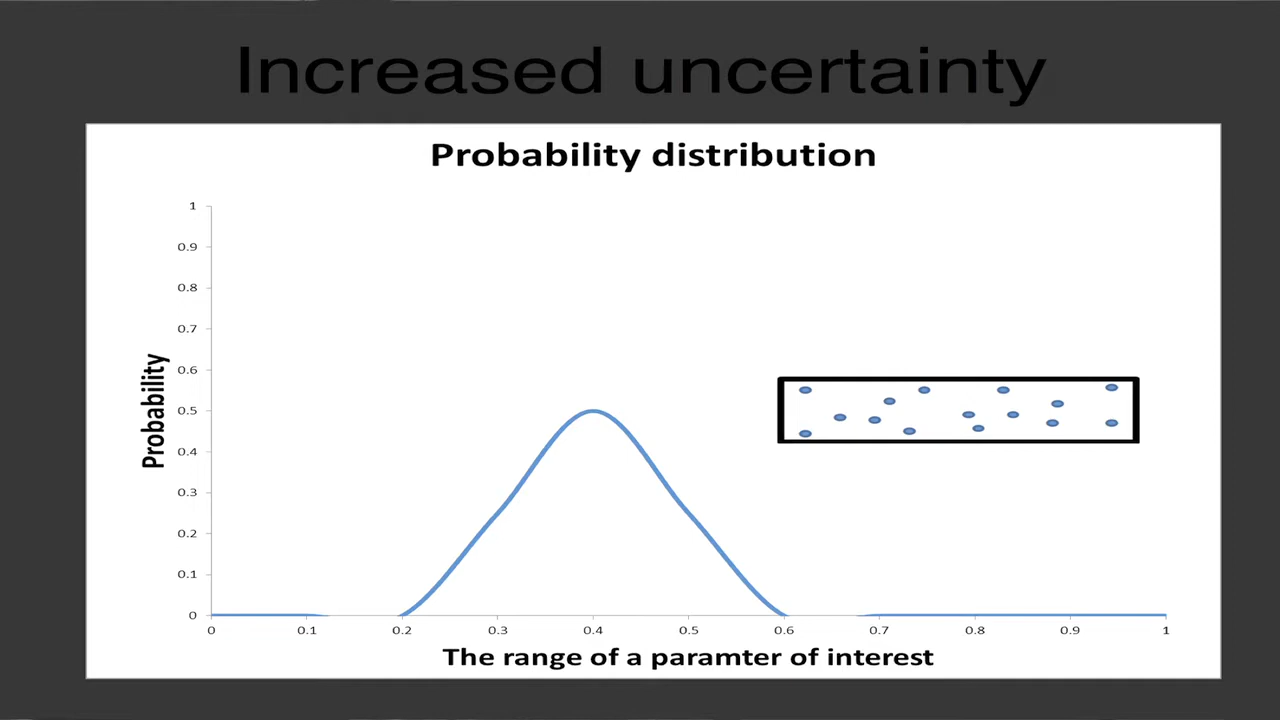 Increased uncertainty
Probability distribution
Probability
1
0.9
0.8
0.7
0.6
0.5
0.4
0.3
0.2
0.1
0
0 0.1 0.2 0.3 0.4 0.5 0.6 0.7 0.8 0.9 1
The range of a paramter of interest